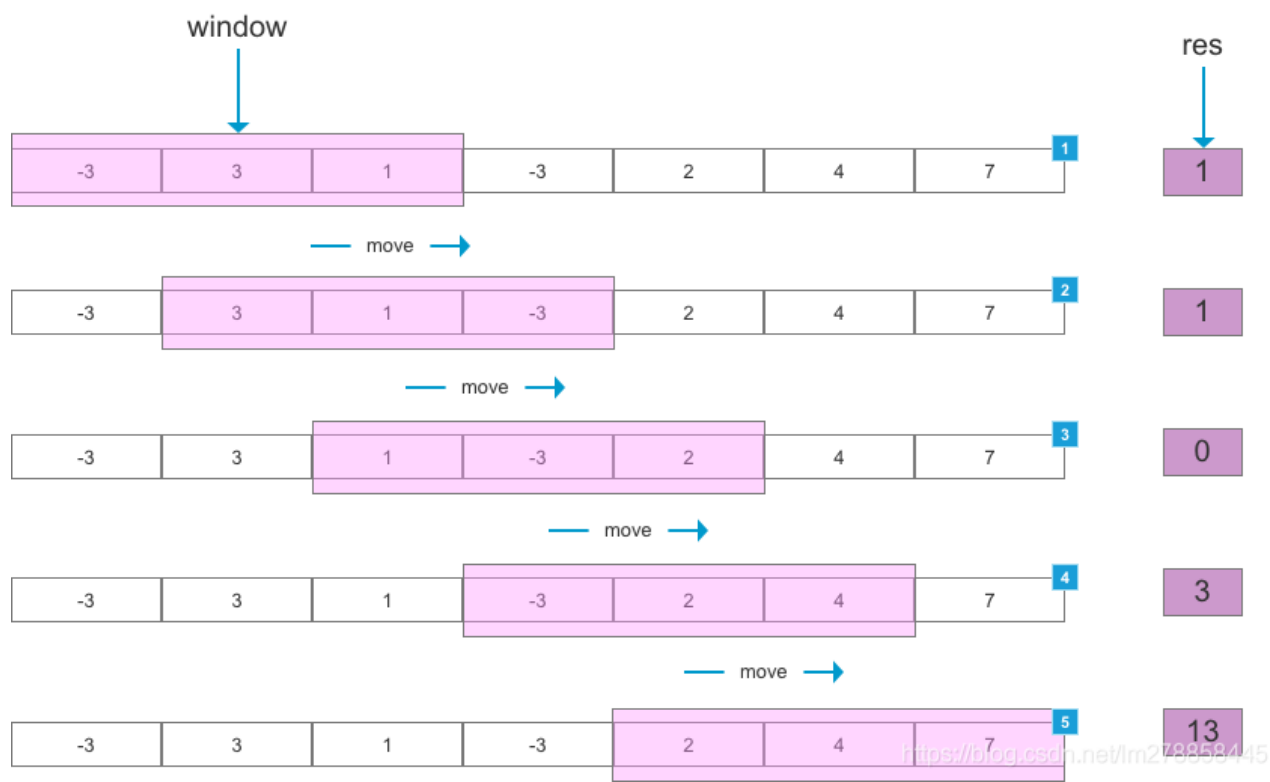 window
res
-3 3 1 -3 2 4 7 1 1
move
-3 3 1 -3 2 4 7 2 1
move
-3 3 1 -3 2 4 7 3 0
move
-3 3 1 -3 2 4 7 4 3
move
-3 3 1 -3 2 4 7 5 13
https://blog.csdn.net/lm278858445